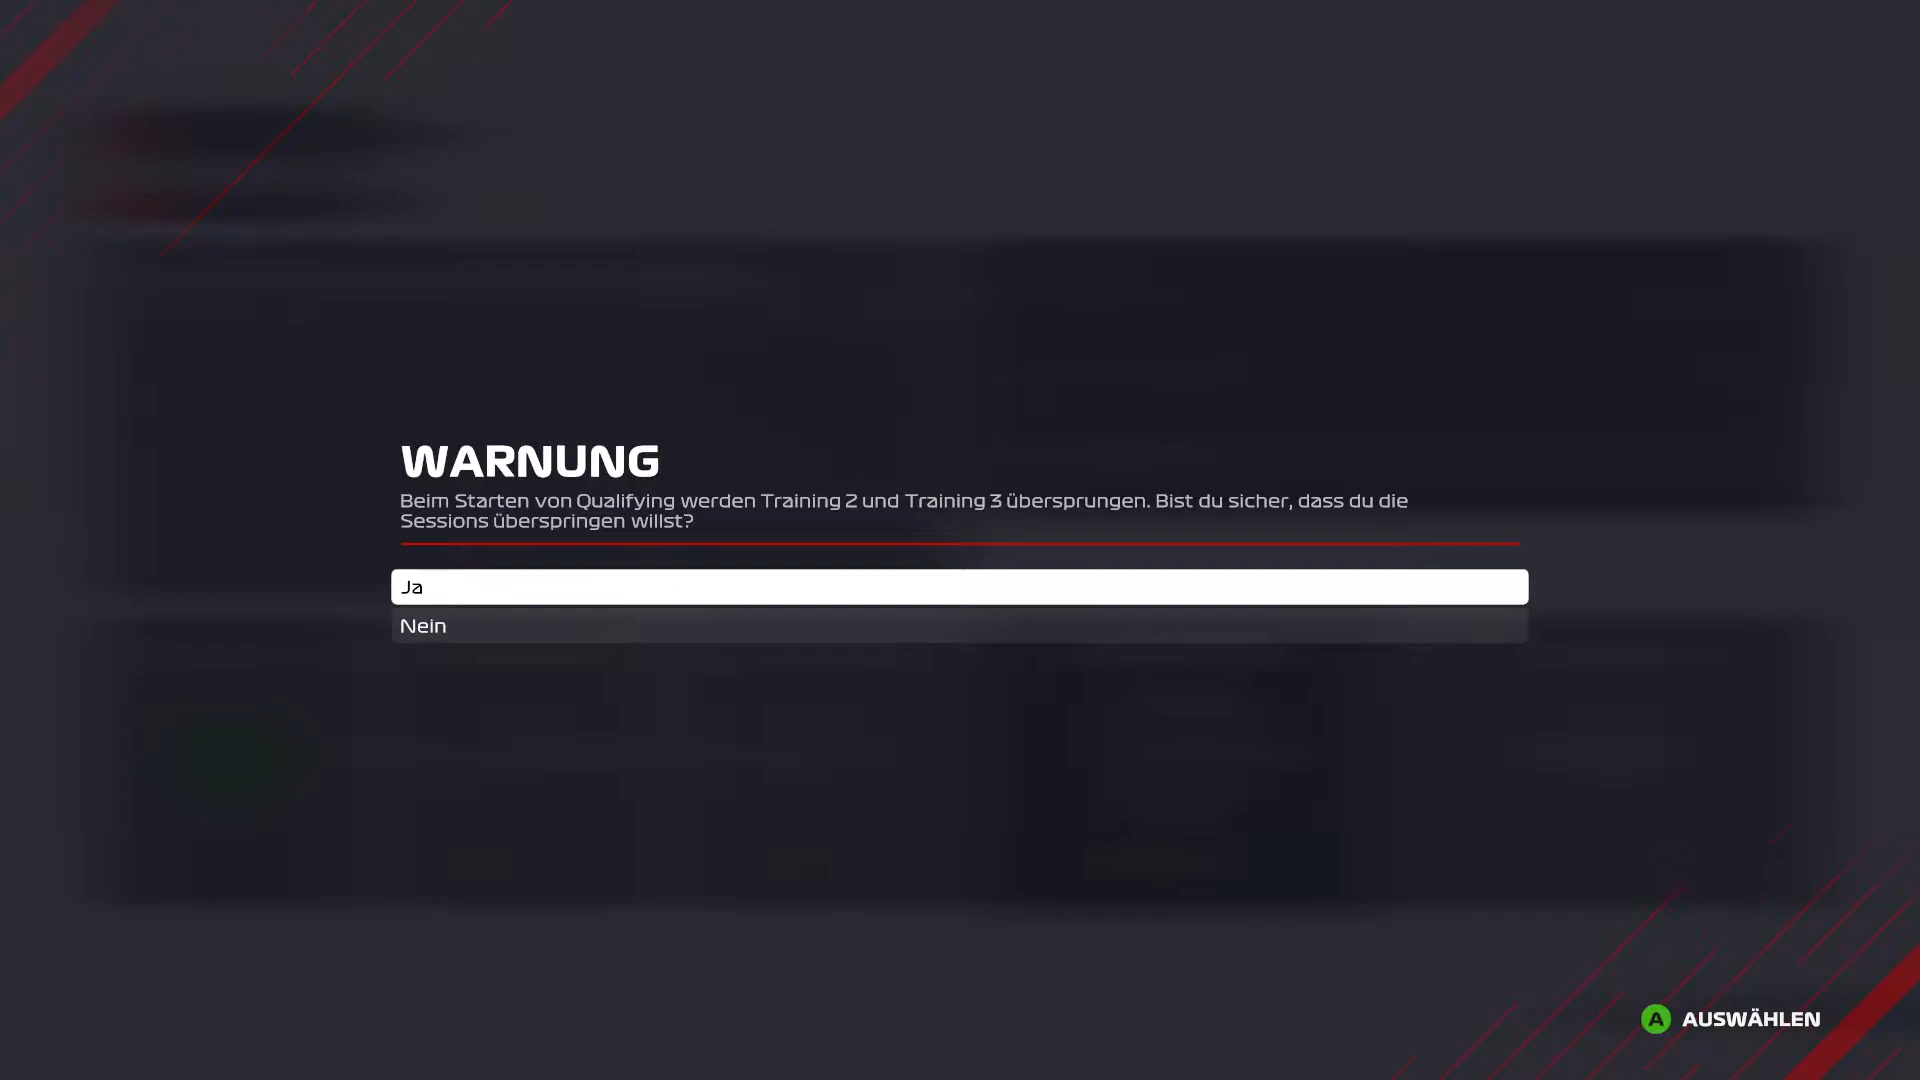 WARNUNG
Beim Starten von Qualifying werden Training 2 und Training 3 übersprungen. Bist du sicher, dass du die
Sessions überspringen willst?
Ja
Nein
A AUSWÄHLEN